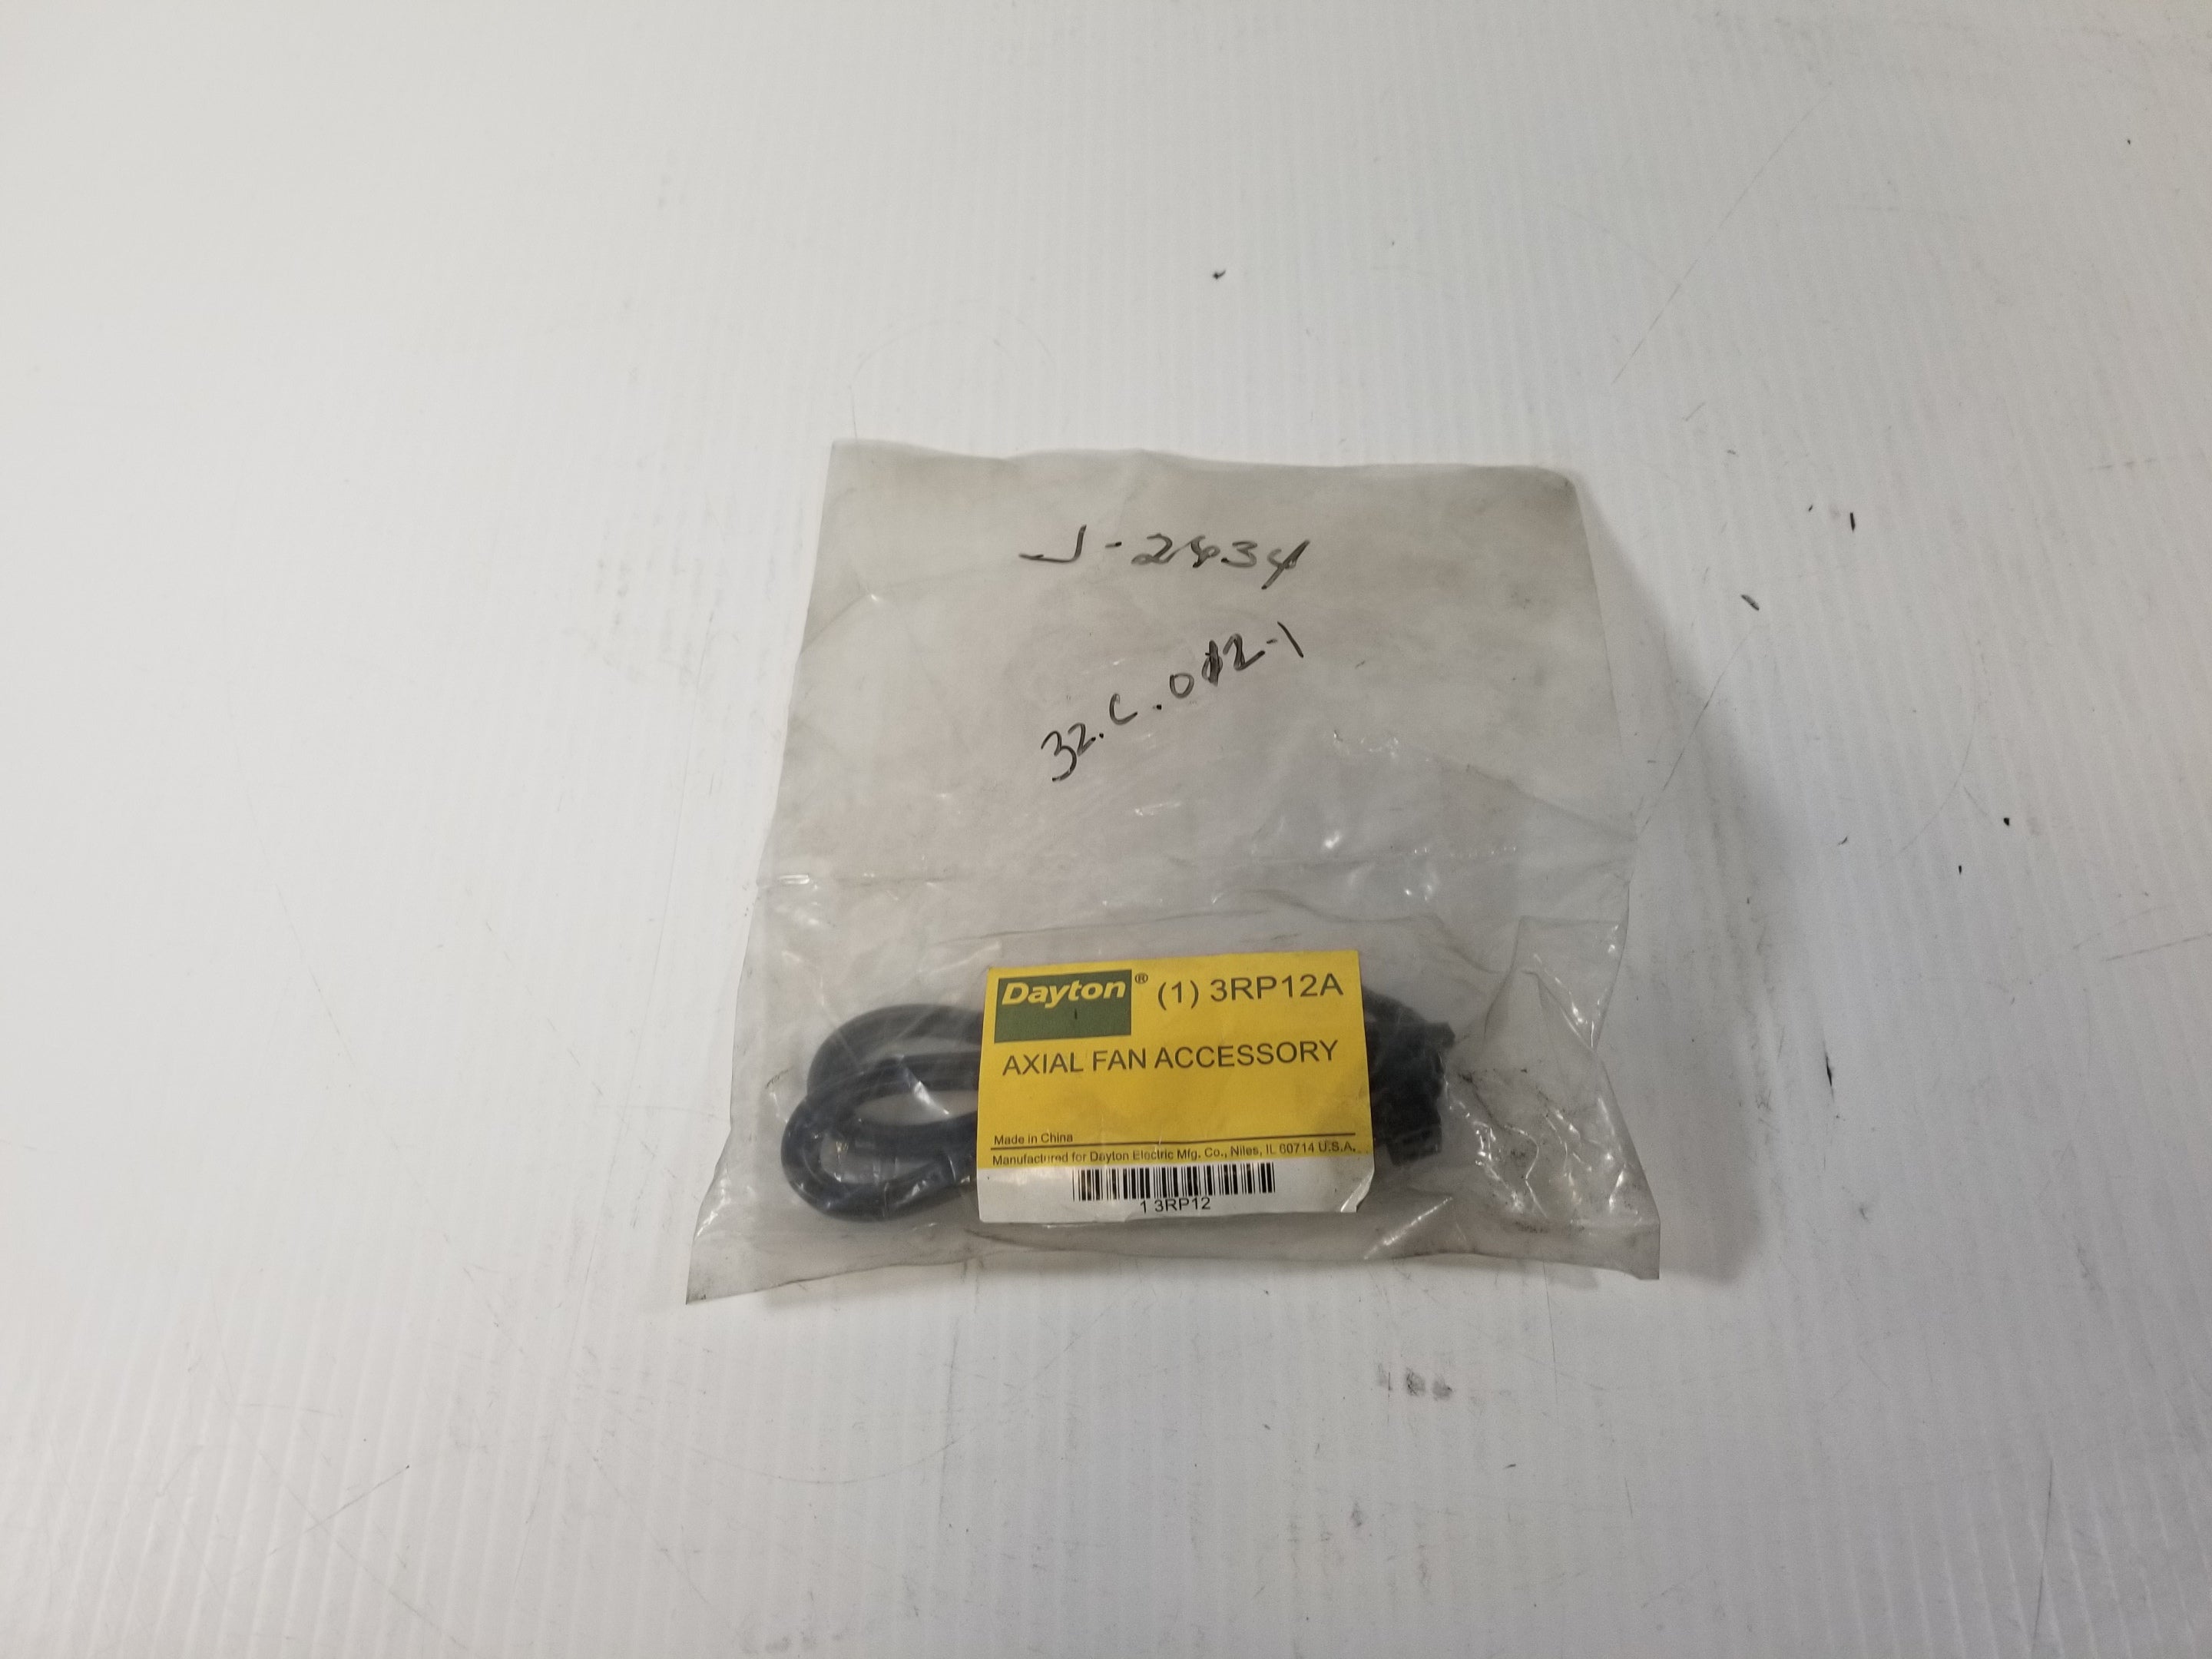 J-2434
32.C.012-1
Dayton® (1) 3RP12A
AXIAL FAN ACCESSORY
Made in China
Manufactured for Dayton Electric Mfg. Co., Niles, IL 60714 U.S.A.
1 3RP12